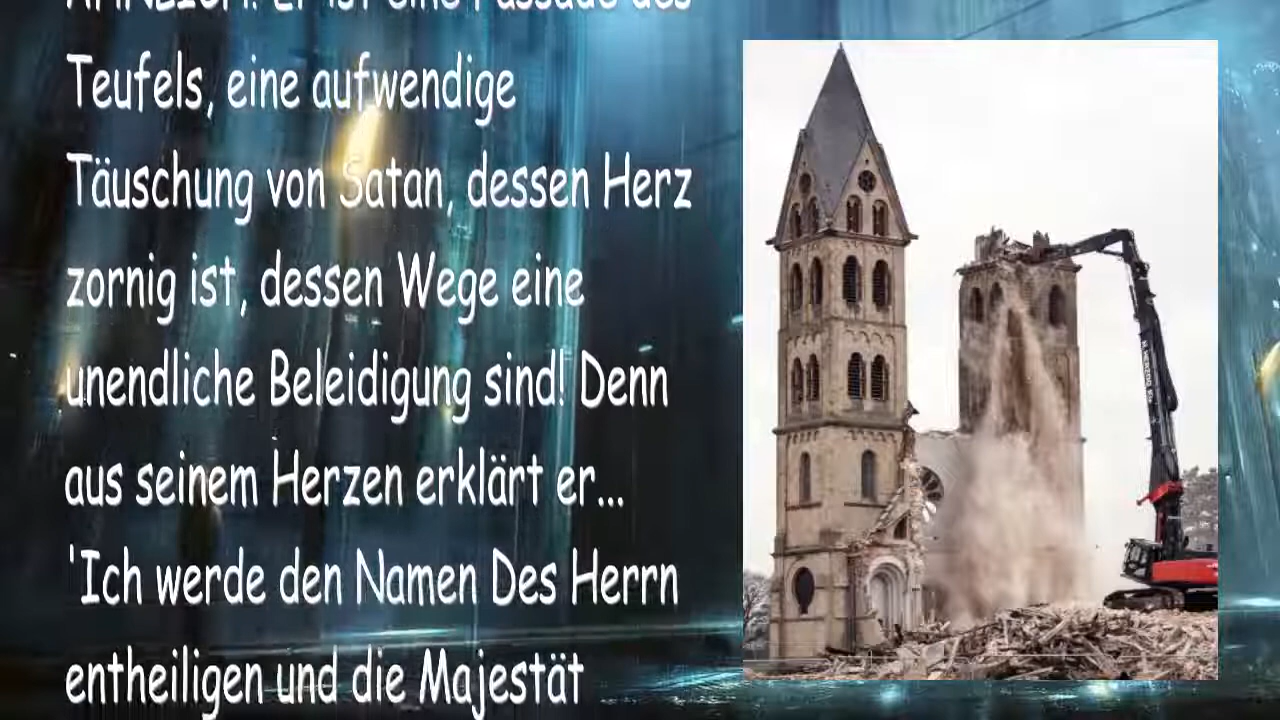 Teufels, eine aufwendige
Täuschung von Satan, dessen Herz
zornig ist, dessen Wege eine
unendliche Beleidigung sind! Denn
aus seinem Herzen erklärt er...
'Ich werde den Namen Des Herrn
entheiligen und die Majestät